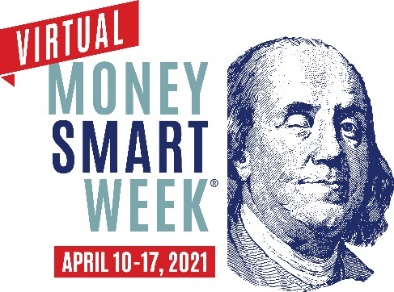 VIRTUAL
MONEY
SMART
WEEK®
APRIL 10-17, 2021